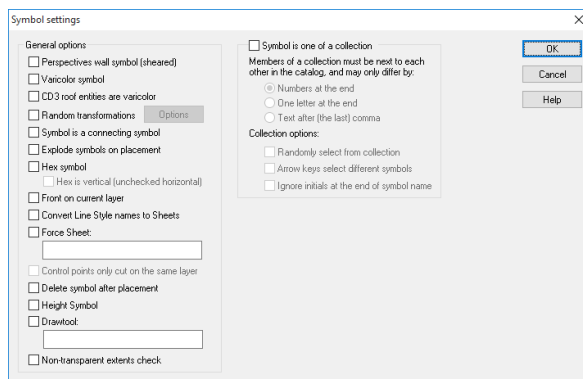 Symbol settings
General options
Perspectives wall symbol (sheared)
Varicolor symbol
CD3 roof entities are varicolor
Random transformations
Options
Symbol is a connecting symbol
Explode symbols on placement
Hex symbol
Hex is vertical (unchecked horizontal)
Front on current layer
Convert Line Style names to Sheets
Force Sheet:
Control points only cut on the same layer
Delete symbol after placement
Height Symbol
Drawtool:
Non-transparent extents check
Symbol is one of a collection
Members of a collection must be next to each
other in the catalog, and may only differ by:
Numbers at the end
One letter at the end
Text after (the last) comma
Collection options:
Randomly select from collection
Arrow keys select different symbols
Ignore initials at the end of symbol name
OK
Cancel
Help